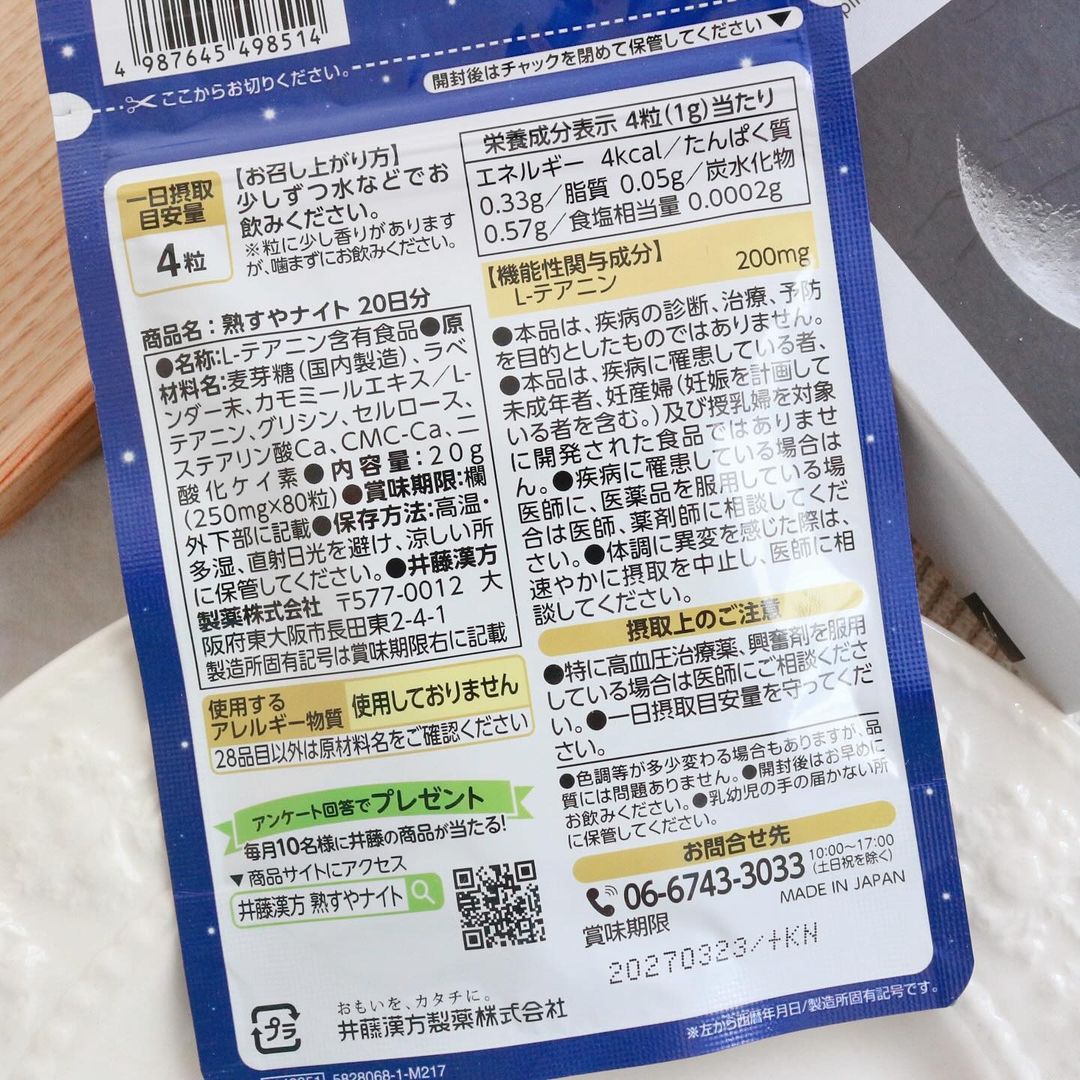 4 987645 498514
ここからお切りください。
開封後はチャックを閉めて保管してください
一日摂取
目安量
4粒
【お召し上がり方】
少しずつ水などでお
飲みください。
※粒に少し香りがあります
が、噛まずにお飲みください。
栄養成分表示 4粒(1g)当たり
エネルギー 4kcal/たんぱく質
0.33g/脂質 0.05g/炭水化物
0.57g/食塩相当量 0.0002g
【機能性関与成分】
L-テアニン 200mg
商品名:熟すやナイト 20日分
●名称:L-テアニン含有食品●原
材料名:麦芽糖(国内製造)、ラベ
ンダー末、カモミールエキス/L-
テアニン、グリシン、セルロース、
ステアリン酸Ca、CMC-Ca、二
酸化ケイ素●内容量:20g
(250mg×80粒)●賞味期限:欄
外下部に記載●保存方法:高温・
多湿、直射日光を避け、涼しい所
に保管してください。●井藤漢方
製薬株式会社 〒577-0012 大
阪府東大阪市長田東2-4-1
製造所固有記号は賞味期限右に記載
●本品は、疾病の診断、治療、予防
を目的としたものではありません。
●本品は、疾病に罹患している者、
未成年者、妊産婦(妊娠を計画して
いる者を含む。)及び授乳婦を対象
に開発された食品ではありませ
ん。●疾病に罹患している場合は
医師に、医薬品を服用している場
合は医師、薬剤師に相談してくだ
さい。●体調に異変を感じた際は、
速やかに摂取を中止し、医師に相
談してください。
摂取上のご注意
●特に高血圧治療薬、興奮剤を服用
している場合は医師にご相談くださ
い。●一日摂取目安量を守ってくだ
さい。
●色調等が多少変わる場合もありますが、品
質には問題ありません。●開封後はお早めに
お飲みください。●乳幼児の手の届かない所
に保管してください。
使用する
アレルギー物質
使用しておりません
28品目以外は原材料名をご確認ください
アンケート回答でプレゼント
毎月10名様に井藤の商品が当たる!
▼商品サイトにアクセス
井藤漢方 熟すやナイト
お問合せ先
06-6743-3033
10:00~17:00
(土日祝を除く)
MADE IN JAPAN
賞味期限
20270323/+KN
※左から西暦年月日/製造所固有記号です。
プラ
おもいを、カタチに。
井藤漢方製薬株式会社
5828068-1-M217